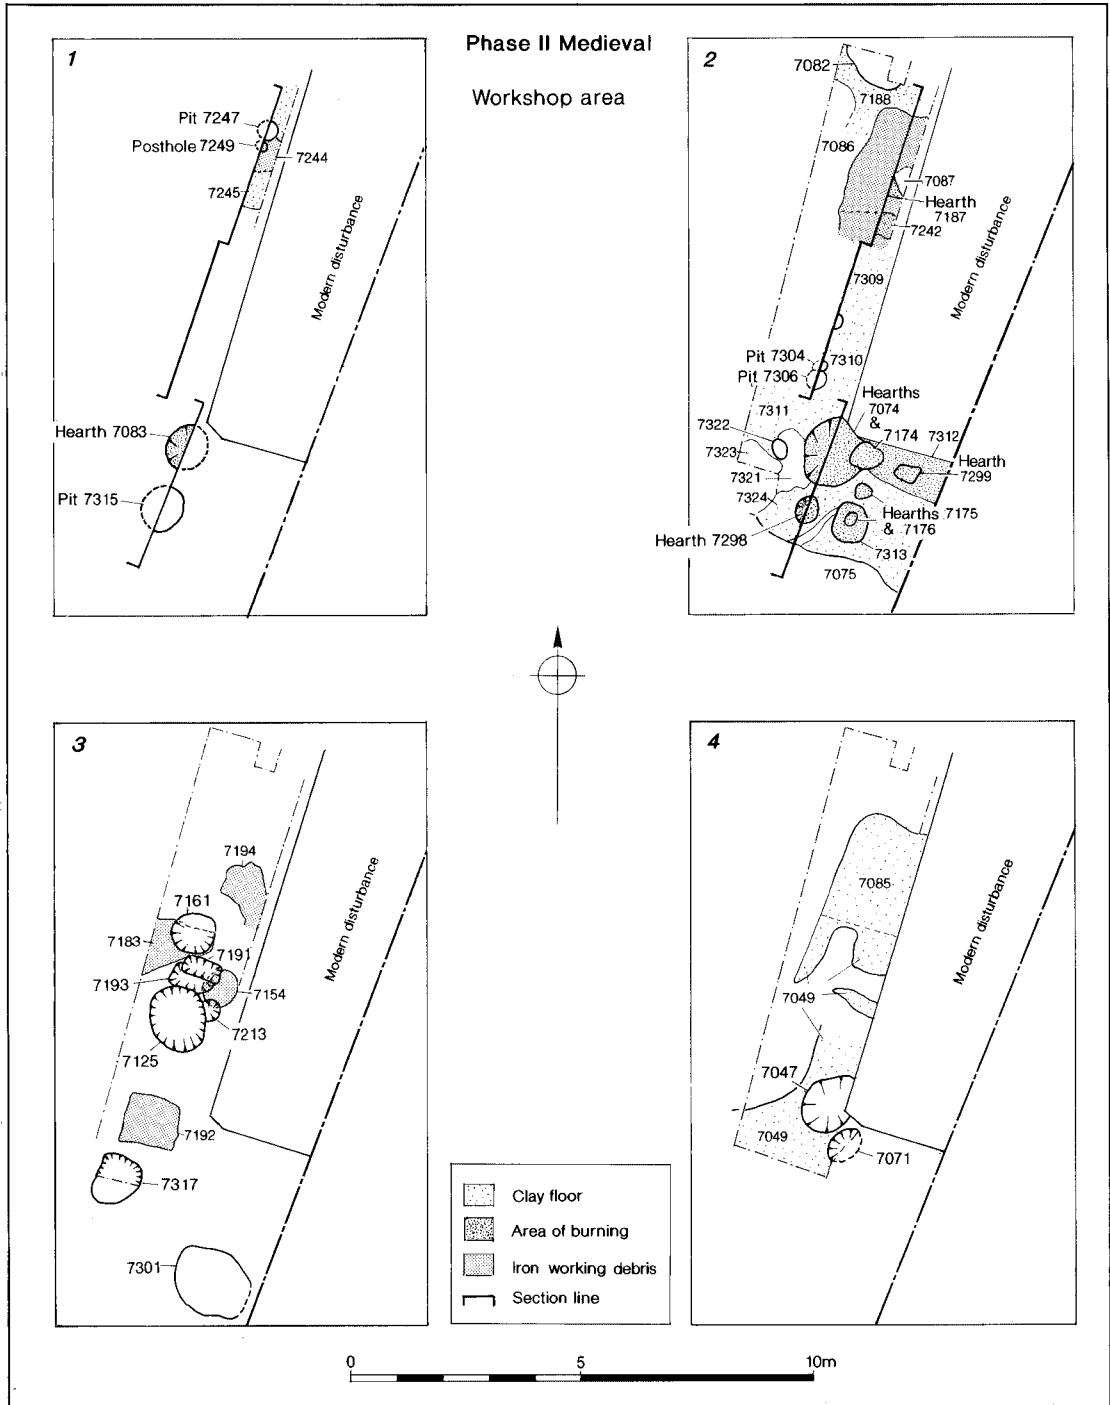 Phase II Medieval
Workshop area
1
Pit 7247
Posthole 7249
7244
7245
Modern disturbance
Hearth 7083
Pit 7315
2
7082
7188
7086
7087
Hearth
7187
7242
Modern disturbance
7309
Pit 7304
7310
Pit 7306
Hearths
7074
&
7174
7311
7322
7312
7323
Hearth
7299
7321
7324
Hearths 7175
& 7176
Hearth 7298
7313
7075
3
7194
7161
7183
7191
7193
7154
7213
7125
Modern disturbance
7192
7317
7301
4
7085
Modern disturbance
7049
7047
7049
7071
Clay floor
Area of burning
Iron working debris
Section line
0 5 10m